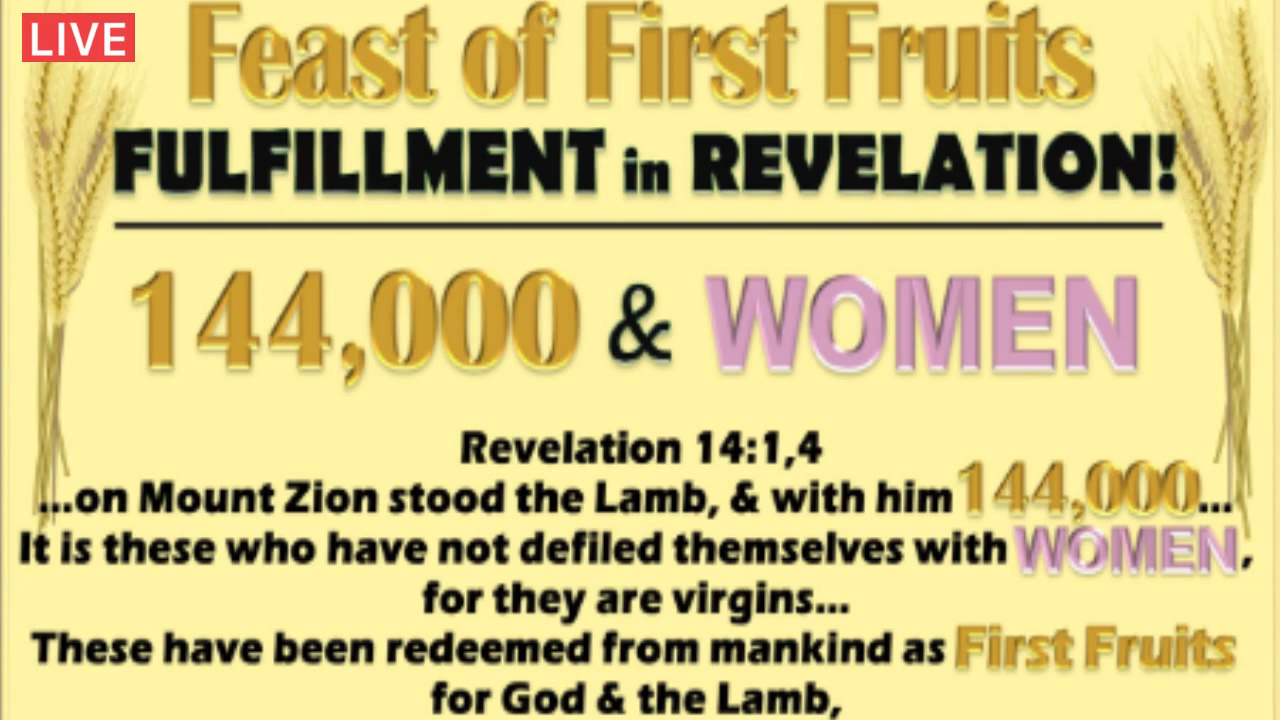 LIVE
Feast of First Fruits
FULFILLMENT in REVELATION!
144,000 & WOMEN
Revelation 14:1,4
...on Mount Zion stood the Lamb, & with him 144,000...
It is these who have not defiled themselves with WOMEN,
for they are virgins...
These have been redeemed from mankind as First Fruits
for God & the Lamb,